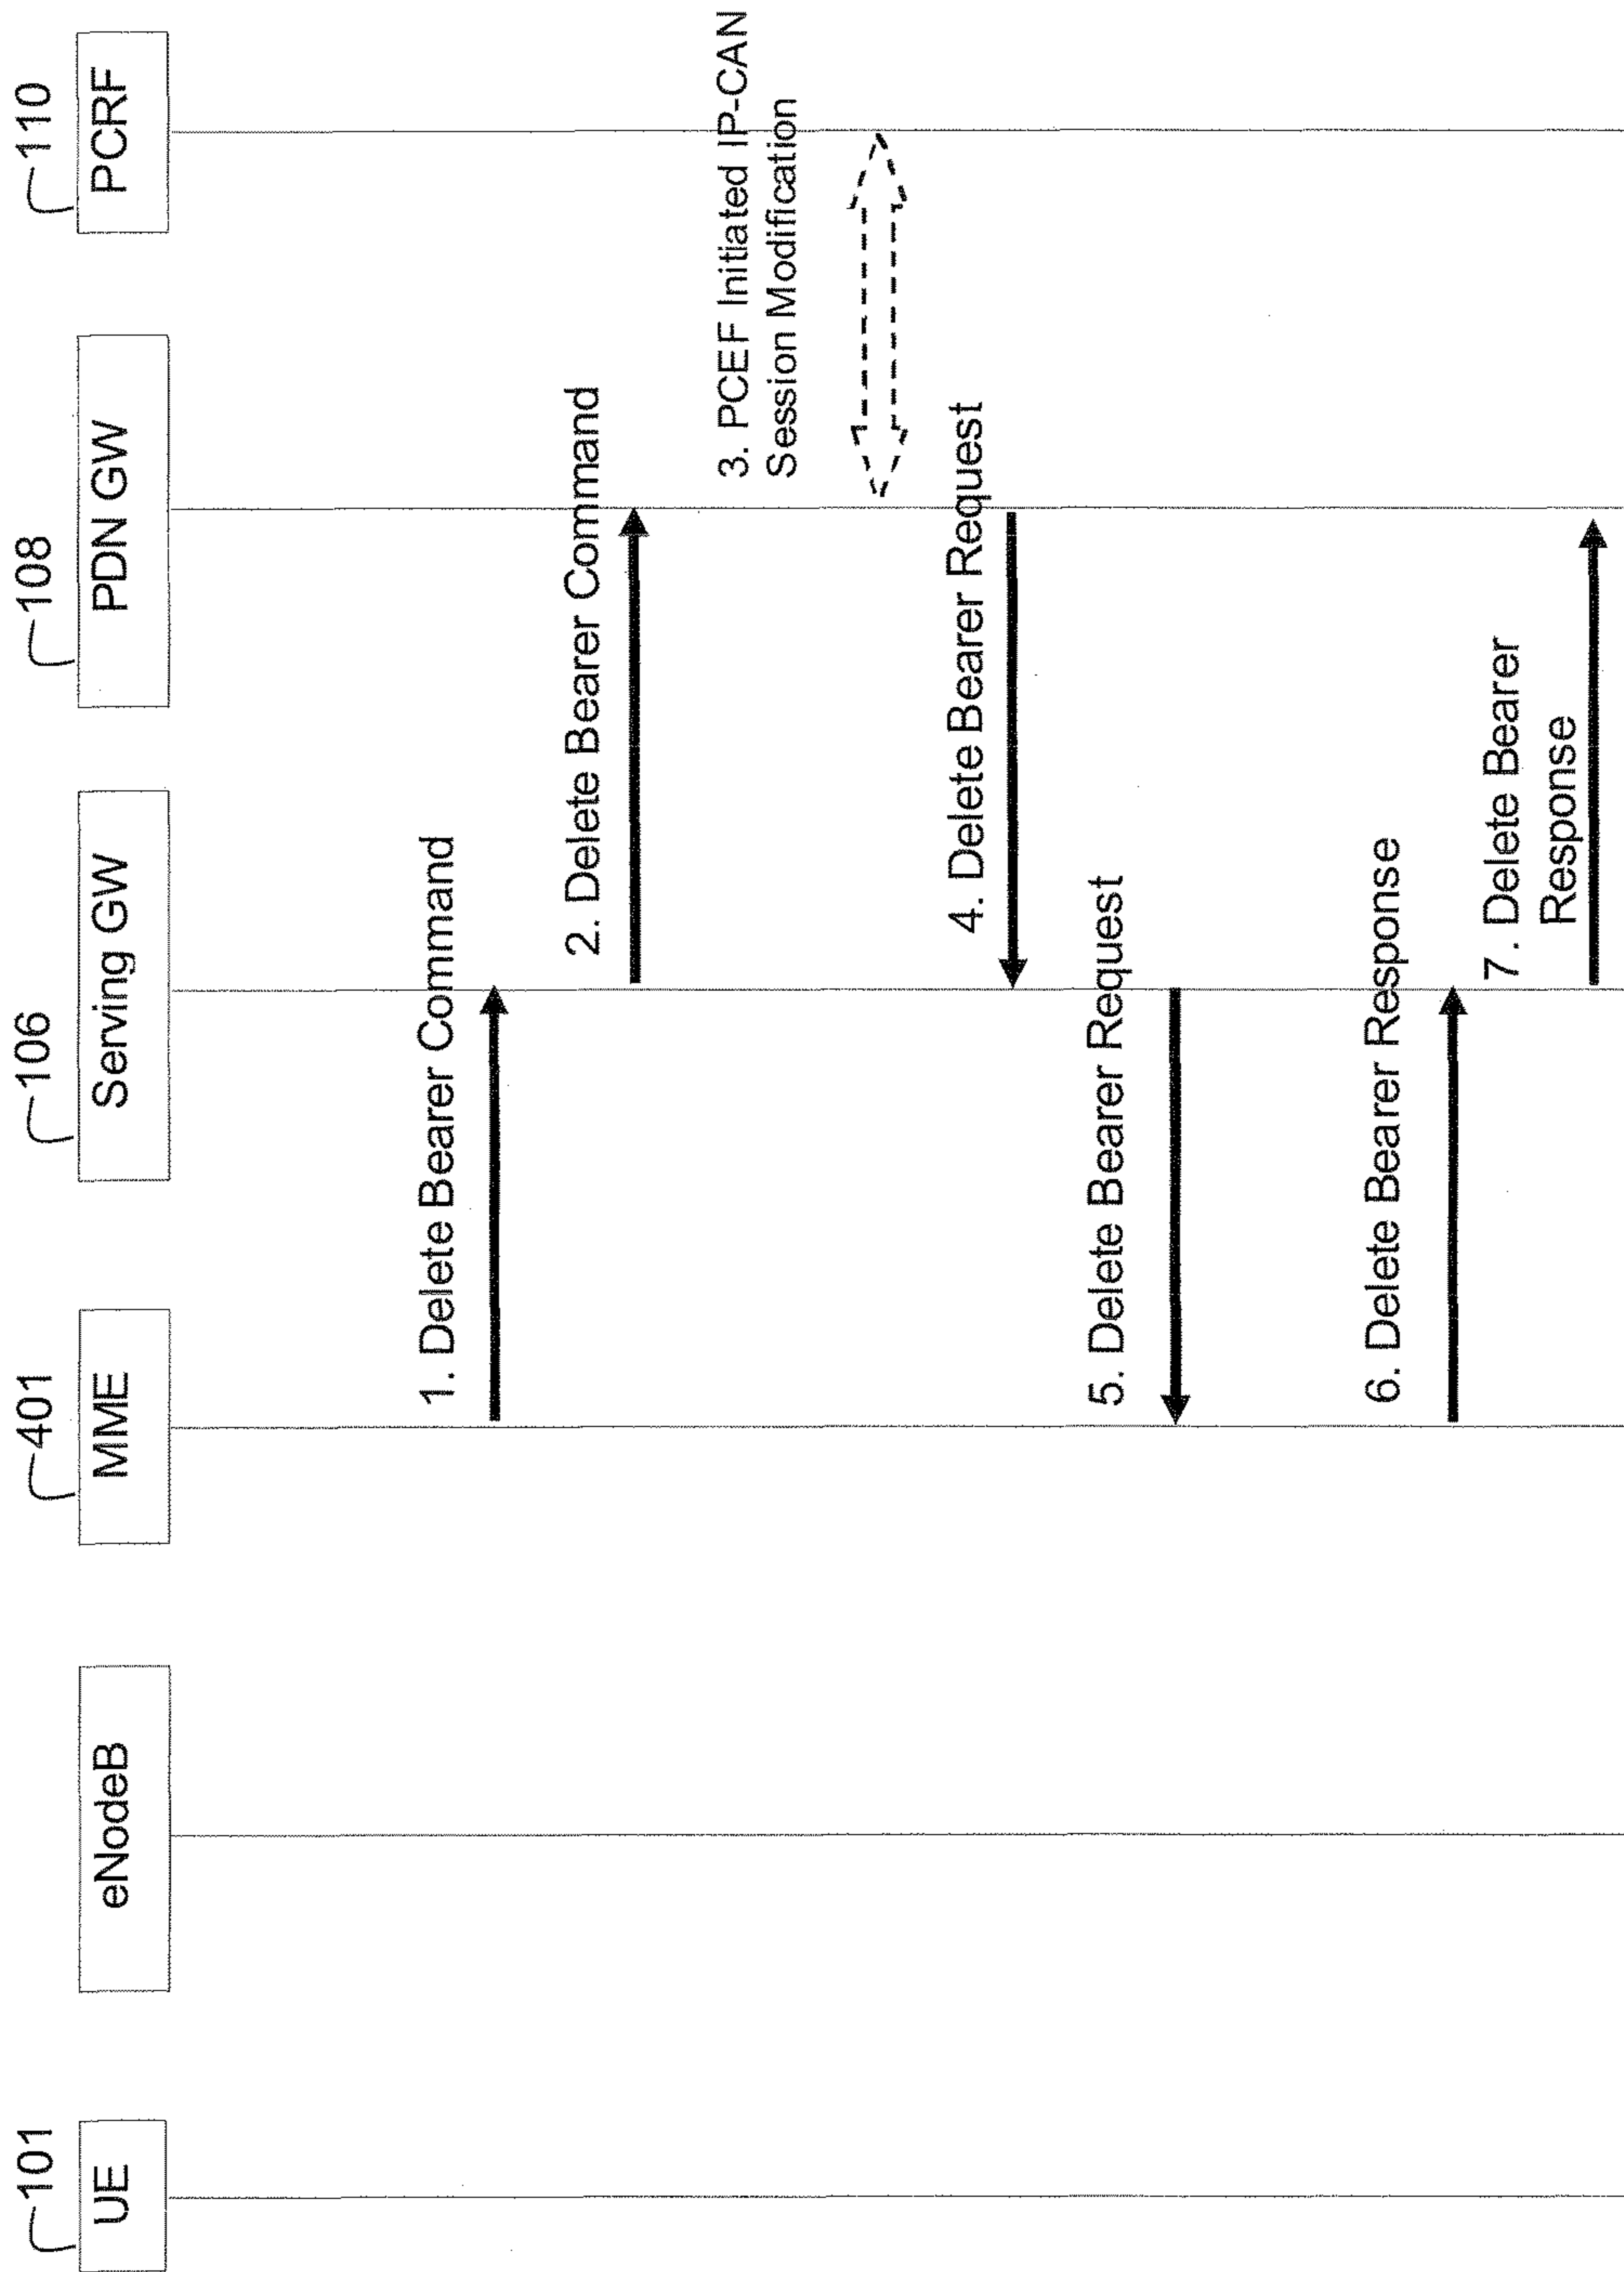 101
401
106
108
110
UE
eNodeB
MME
Serving GW
PDN GW
PCRF
1. Delete Bearer Command
2. Delete Bearer Command
3. PCEF Initiated IP-CAN
Session Modification
4. Delete Bearer Request
5. Delete Bearer Request
6. Delete Bearer Response
7. Delete Bearer
Response